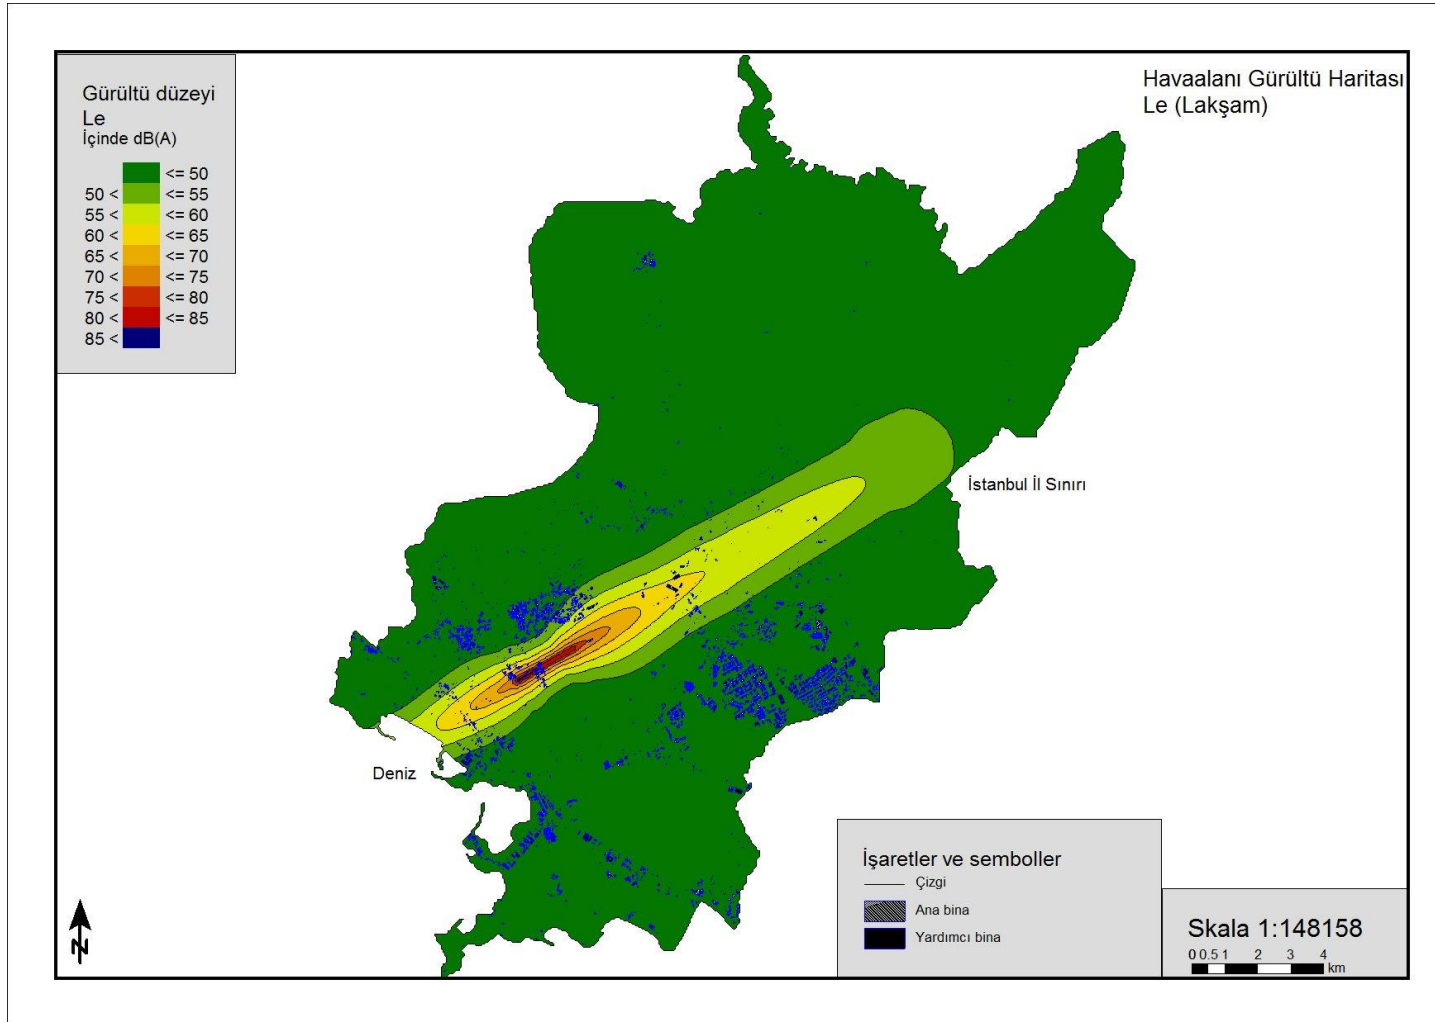 Gürültü düzeyi
Le
İçinde dB(A)
<= 50
50 < <= 55
55 < <= 60
60 < <= 65
65 < <= 70
70 < <= 75
75 < <= 80
80 < <= 85
85 <
Havaalanı Gürültü Haritası
Le (Lakşam)
İstanbul İl Sınırı
Deniz
İşaretler ve semboller
Çizgi
Ana bina
Yardımcı bina
Skala 1:148158
0 0.5 1 2 3 4
km
N